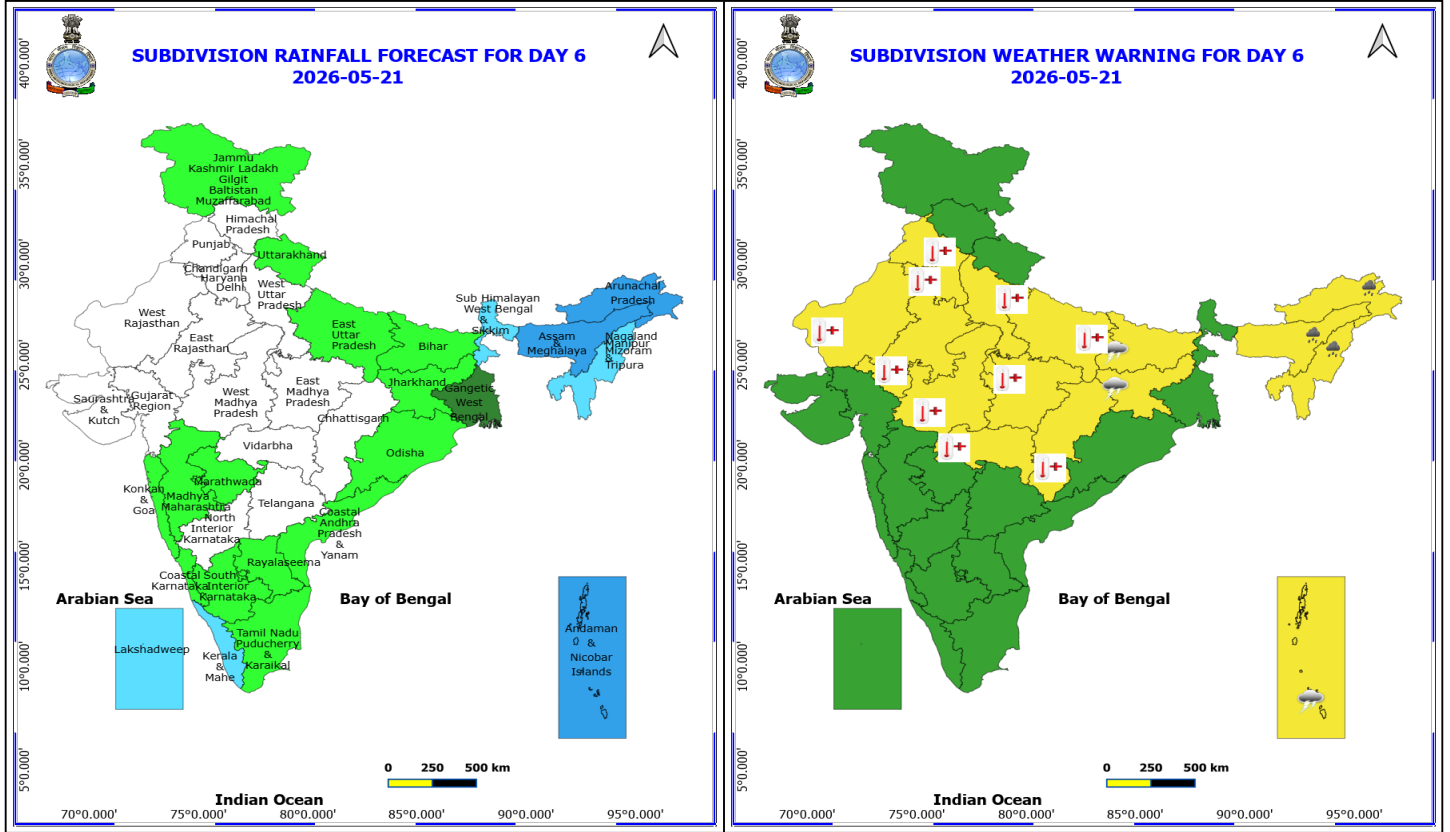 SUBDIVISION RAINFALL FORECAST FOR DAY 6
2026-05-21
40°0.000'
35°0.000'
30°0.000'
25°0.000'
20°0.000'
15°0.000'
10°0.000'
5°0.000'
Jammu
Kashmir Ladakh
Gilgit
Baltistan
Muzaffarabad
Himachal
Pradesh
Punjab
Uttarakhand
Chandigarh
Haryana
Delhi
West
Uttar
Pradesh
Arunachal
Pradesh
Sub Himalayan
West Bengal
&
Sikkim
West
Rajasthan
East
Rajasthan
East
Uttar
Pradesh
Bihar
Assam
&
Meghalaya
Nagaland
Manipur
Mizoram
&
Tripura
Jharkhand
Gangetic
West
Bengal
East
Madhya
Pradesh
West
Madhya
Pradesh
Gujarat
Region
Saurashtra
&
Kutch
Chhattisgarh
Vidarbha
Odisha
Marathwada
Madhya
Maharashtra
Konkan
&
Goa
Telangana
North
Interior
Karnataka
Coastal
Andhra
Pradesh
&
Yanam
Rayalaseema
Coastal
Karnataka
South
Interior
Karnataka
Arabian Sea
Bay of Bengal
Lakshadweep
Tamil Nadu
Puducherry
&
Karaikal
Kerala
&
Mahe
Andaman
&
Nicobar
Islands
0 250 500 km
Indian Ocean
70°0.000' 75°0.000' 80°0.000' 85°0.000' 90°0.000' 95°0.000'
SUBDIVISION WEATHER WARNING FOR DAY 6
2026-05-21
40°0.000'
35°0.000'
30°0.000'
25°0.000'
20°0.000'
15°0.000'
10°0.000'
5°0.000'
Arabian Sea
Bay of Bengal
0 250 500 km
Indian Ocean
70°0.000' 75°0.000' 80°0.000' 85°0.000' 90°0.000' 95°0.000'